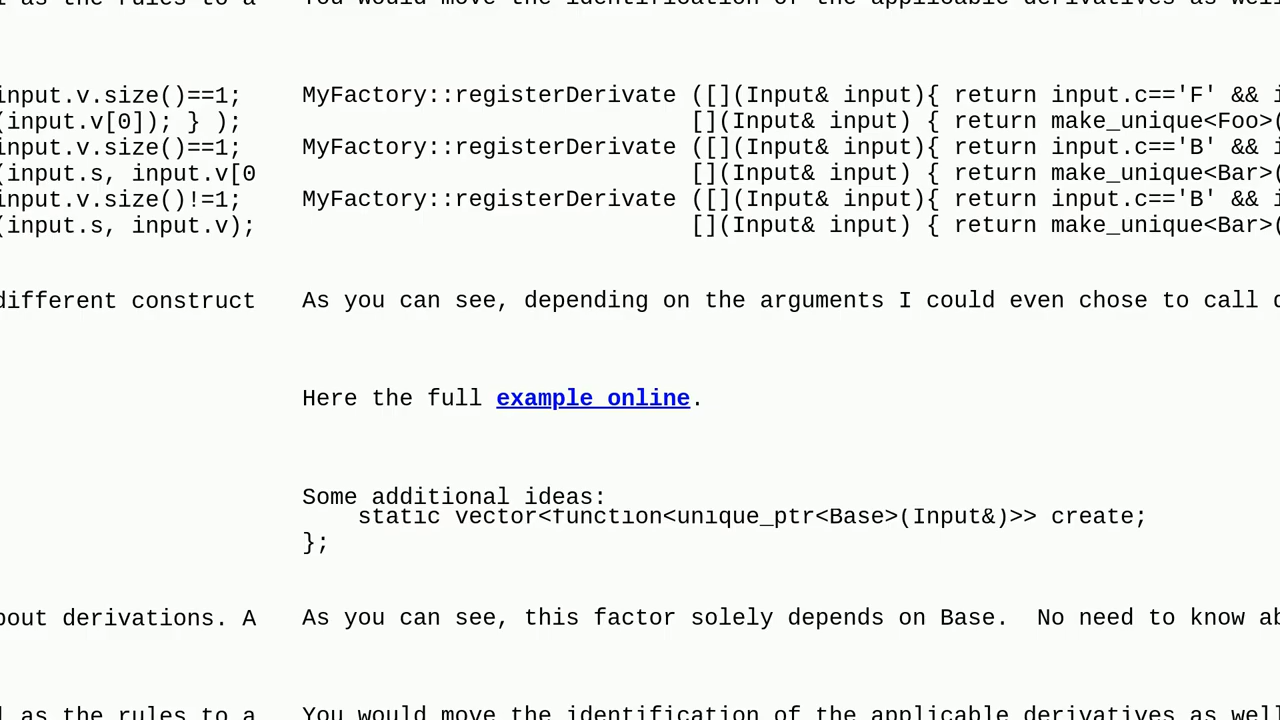 l as the rules to a You would move the identification of the applicable derivatives as well
input.v.size()==1; MyFactory::registerDerivate ([](Input& input){ return input.c=='F' && i
(input.v[0]); } ); [](Input& input) { return make_unique<Foo>(
input.v.size()==1; MyFactory::registerDerivate ([](Input& input){ return input.c=='B' && i
(input.s, input.v[0 [](Input& input) { return make_unique<Bar>(
input.v.size()!=1; MyFactory::registerDerivate ([](Input& input){ return input.c=='B' && i
(input.s, input.v); [](Input& input) { return make_unique<Bar>(
different construct As you can see, depending on the arguments I could even chose to call d
Here the full example online.
Some additional ideas:
static vector<function<unique_ptr<Base>(Input&)>> create;
};
bout derivations. A As you can see, this factor solely depends on Base. No need to know ab
l as the rules to a You would move the identification of the applicable derivatives as well